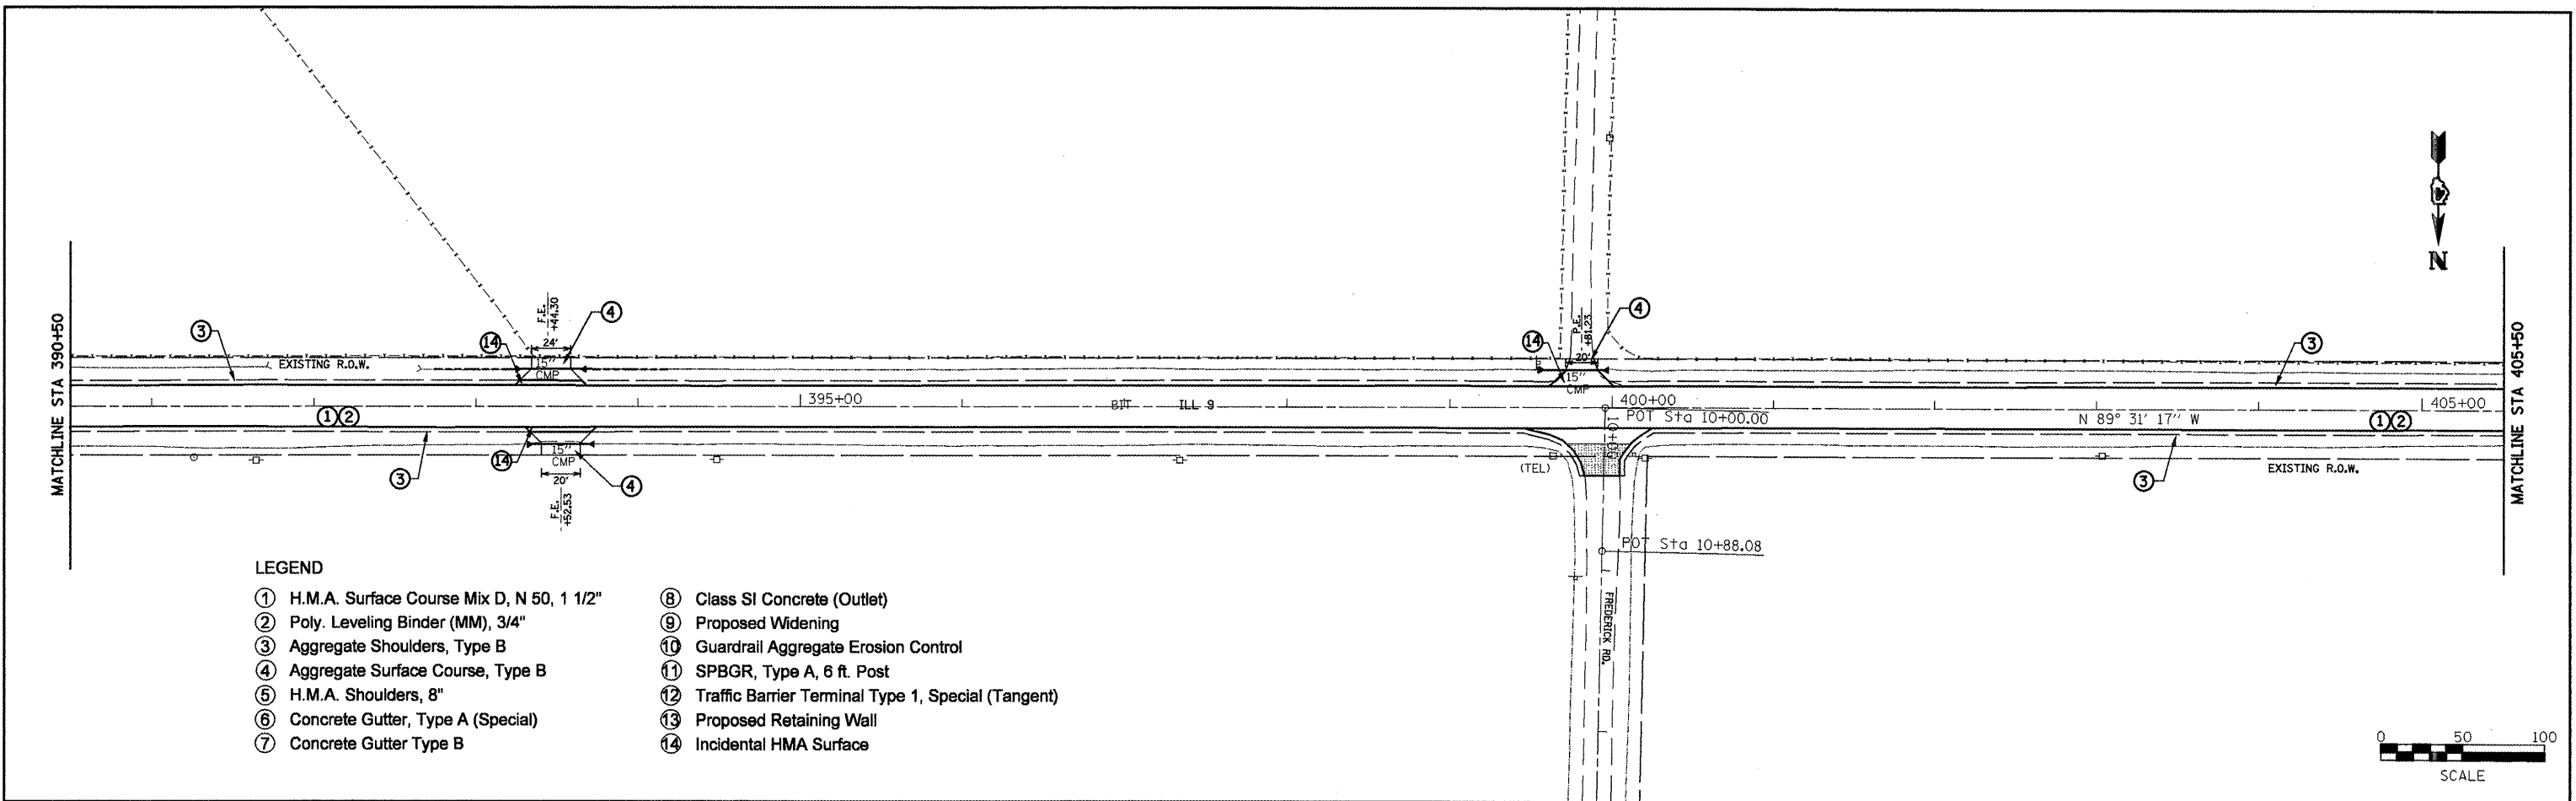 MATCHLINE STA 390+50
MATCHLINE STA 405+50
N
F.E.
+44.30
24'
15''
CMP
4
14
3
EXISTING R.O.W.
P.E.
+61.23
20'
15''
CMP
4
14
3
395+00
BIT ILL 9
400+00
POT Sta 10+00.00
N 89° 31' 17'' W
405+00
1 2
1 2
14
15''
CMP
20'
F.E.
+52.53
4
3
(TEL)
3
EXISTING R.O.W.
POT Sta 10+88.08
FREDERICK RD.
LEGEND
1 H.M.A. Surface Course Mix D, N 50, 1 1/2"
2 Poly. Leveling Binder (MM), 3/4"
3 Aggregate Shoulders, Type B
4 Aggregate Surface Course, Type B
5 H.M.A. Shoulders, 8"
6 Concrete Gutter, Type A (Special)
7 Concrete Gutter Type B
8 Class SI Concrete (Outlet)
9 Proposed Widening
10 Guardrail Aggregate Erosion Control
11 SPBGR, Type A, 6 ft. Post
12 Traffic Barrier Terminal Type 1, Special (Tangent)
13 Proposed Retaining Wall
14 Incidental HMA Surface
0 50 100
SCALE